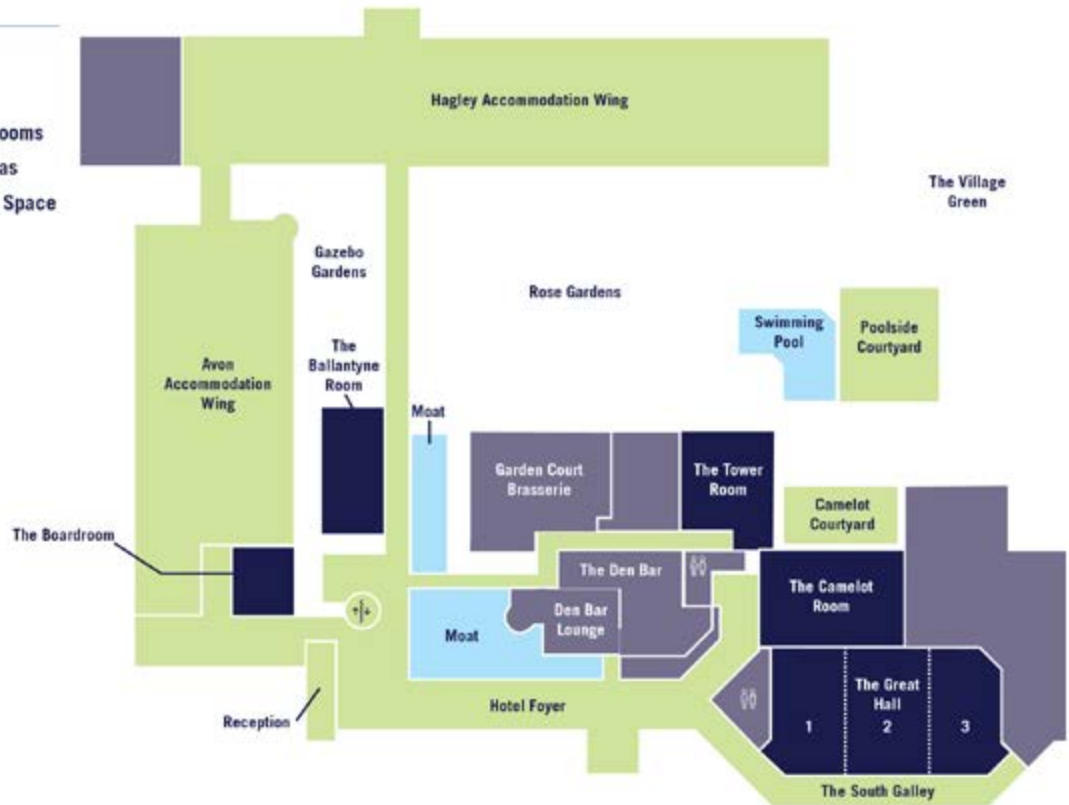 Hagley Accommodation Wing
ooms
as
Space
The Village
Green
Gazebo
Gardens
Rose Gardens
Swimming
Pool
Poolside
Courtyard
The
Ballantyne
Room
Avon
Accommodation
Wing
Moat
Garden Court
Brasserie
The Tower
Room
Camelot
Courtyard
The Boardroom
The Den Bar
The Camelot
Room
Den Bar
Lounge
Moat
The Great
Hall
1
2
3
Hotel Foyer
Reception
The South Galley